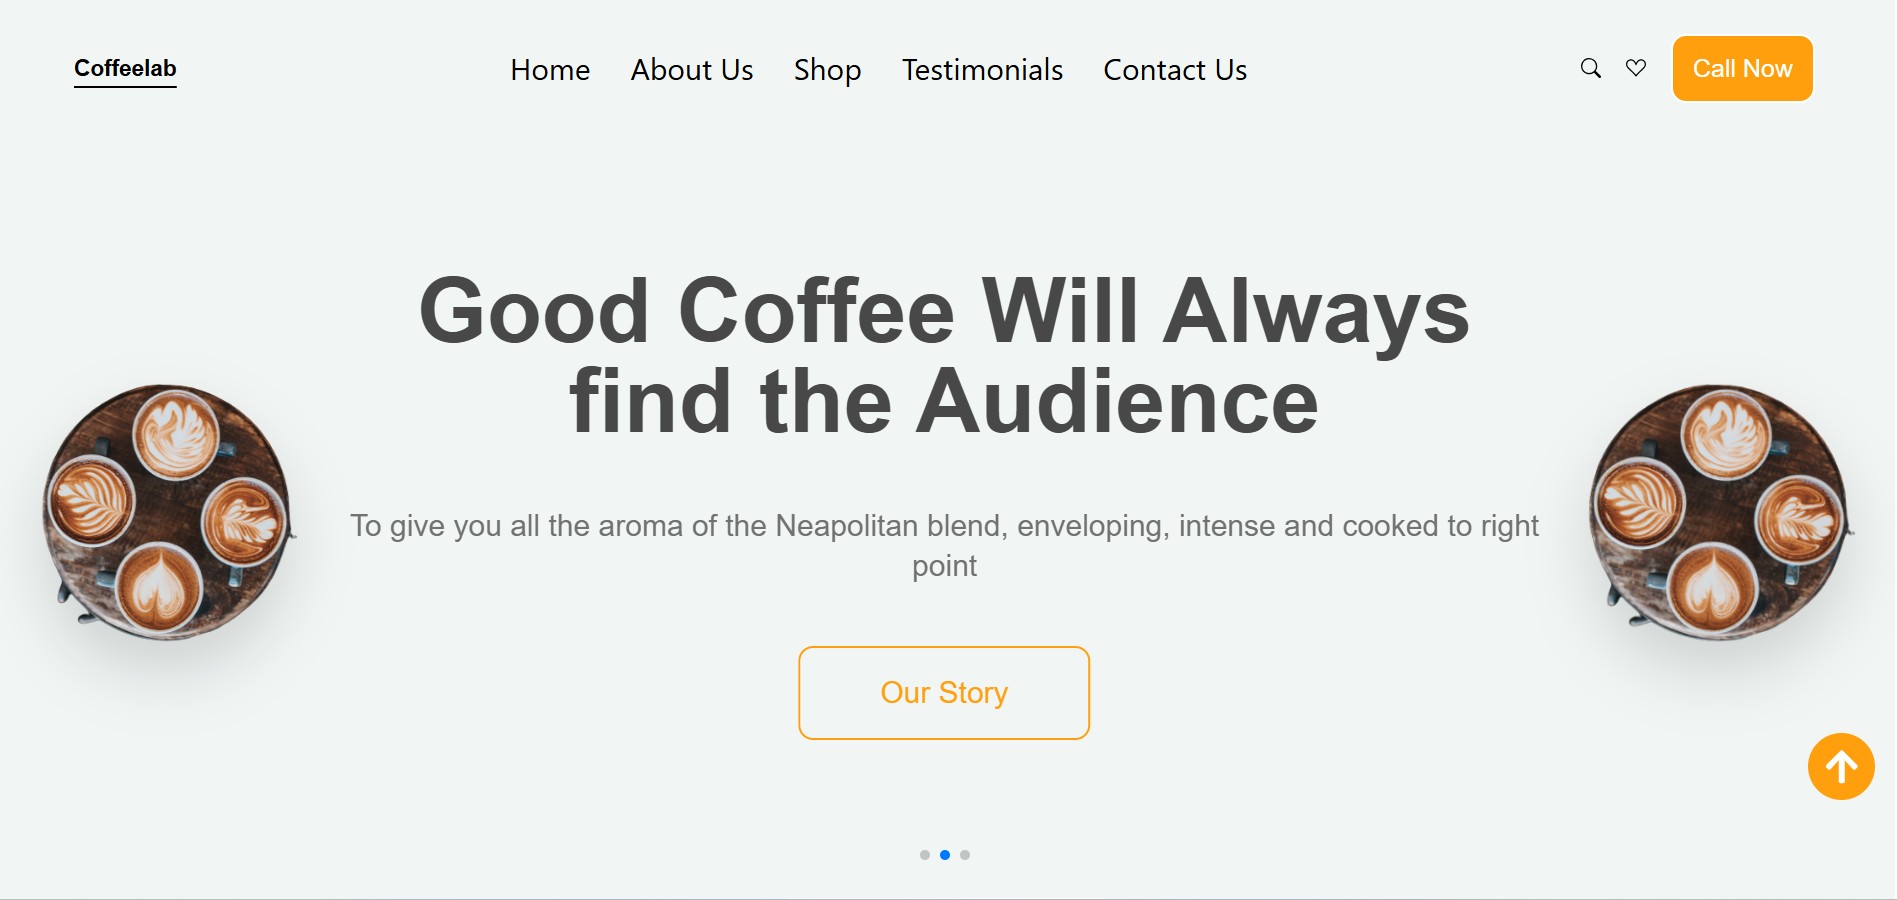 Coffeelab
Home About Us Shop Testimonials Contact Us
Call Now
Good Coffee Will Always
find the Audience
To give you all the aroma of the Neapolitan blend, enveloping, intense and cooked to right
point
Our Story